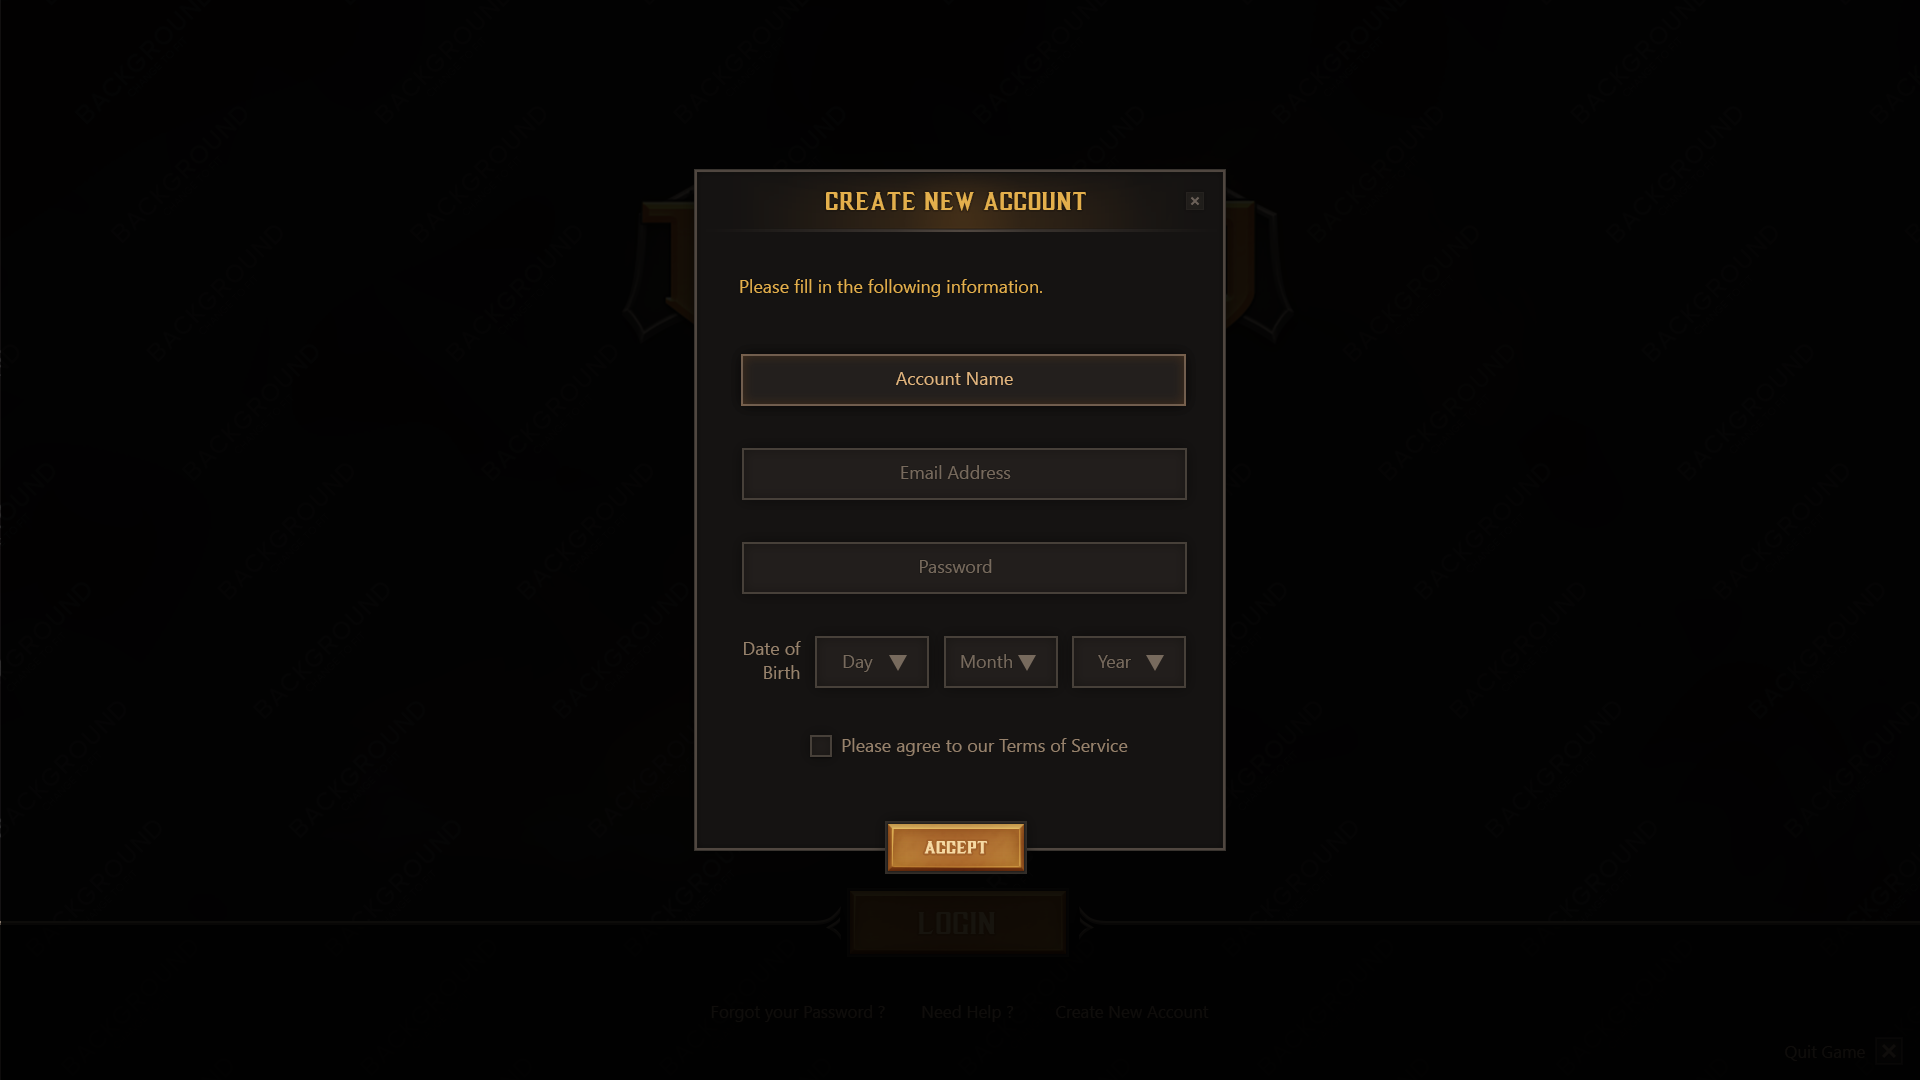 CREATE NEW ACCOUNT
Please fill in the following information.
Account Name
Email Address
Password
Date of
Birth
Day
Month
Year
Please agree to our Terms of Service
ACCEPT
LOGIN
Forgot your Password ?
Need Help ?
Create New Account
Quit Game